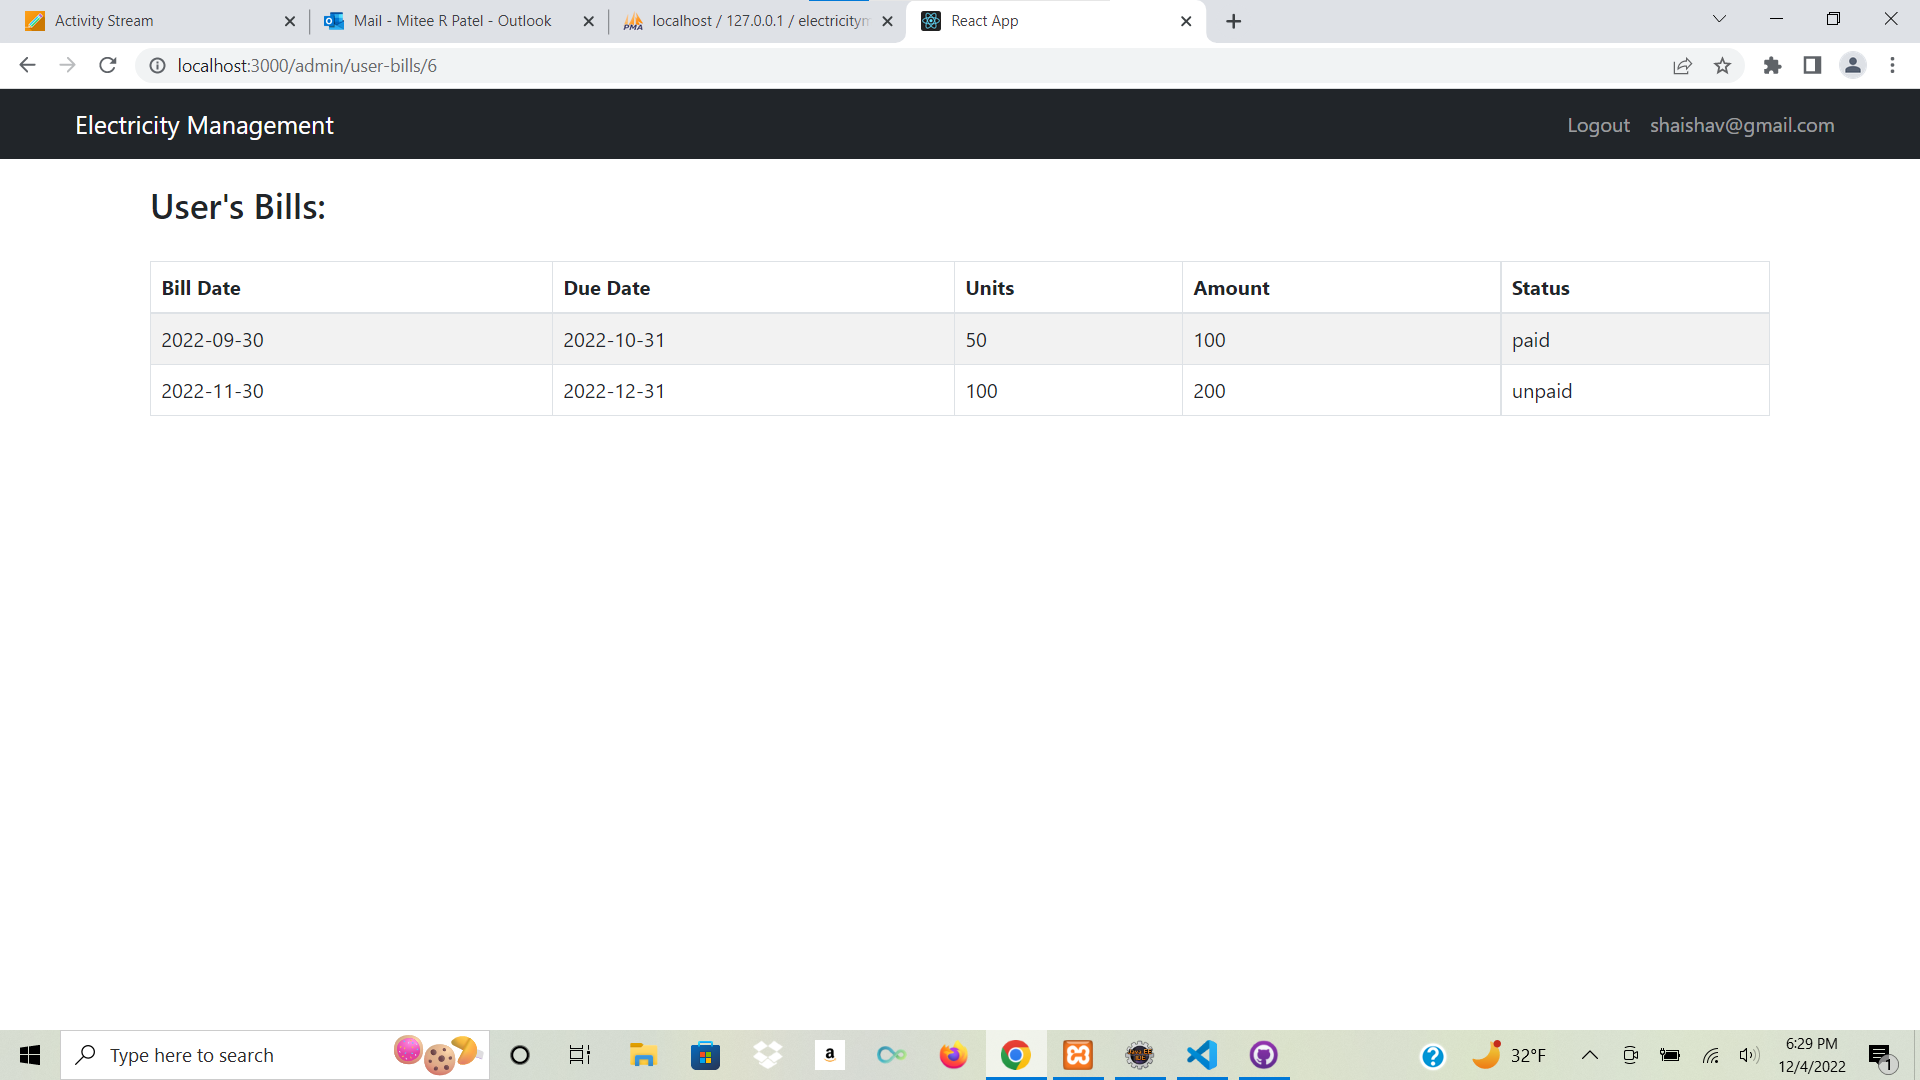 Activity Stream
Mail - Mitee R Patel - Outlook
PMA
localhost / 127.0.0.1 / electricitym
React App
localhost:3000/admin/user-bills/6
Electricity Management
Logout shaishav@gmail.com
User's Bills:
Bill Date Due Date Units Amount Status
2022-09-30 2022-10-31 50 100 paid
2022-11-30 2022-12-31 100 200 unpaid
Type here to search
a
32°F
6:29 PM
12/4/2022
1